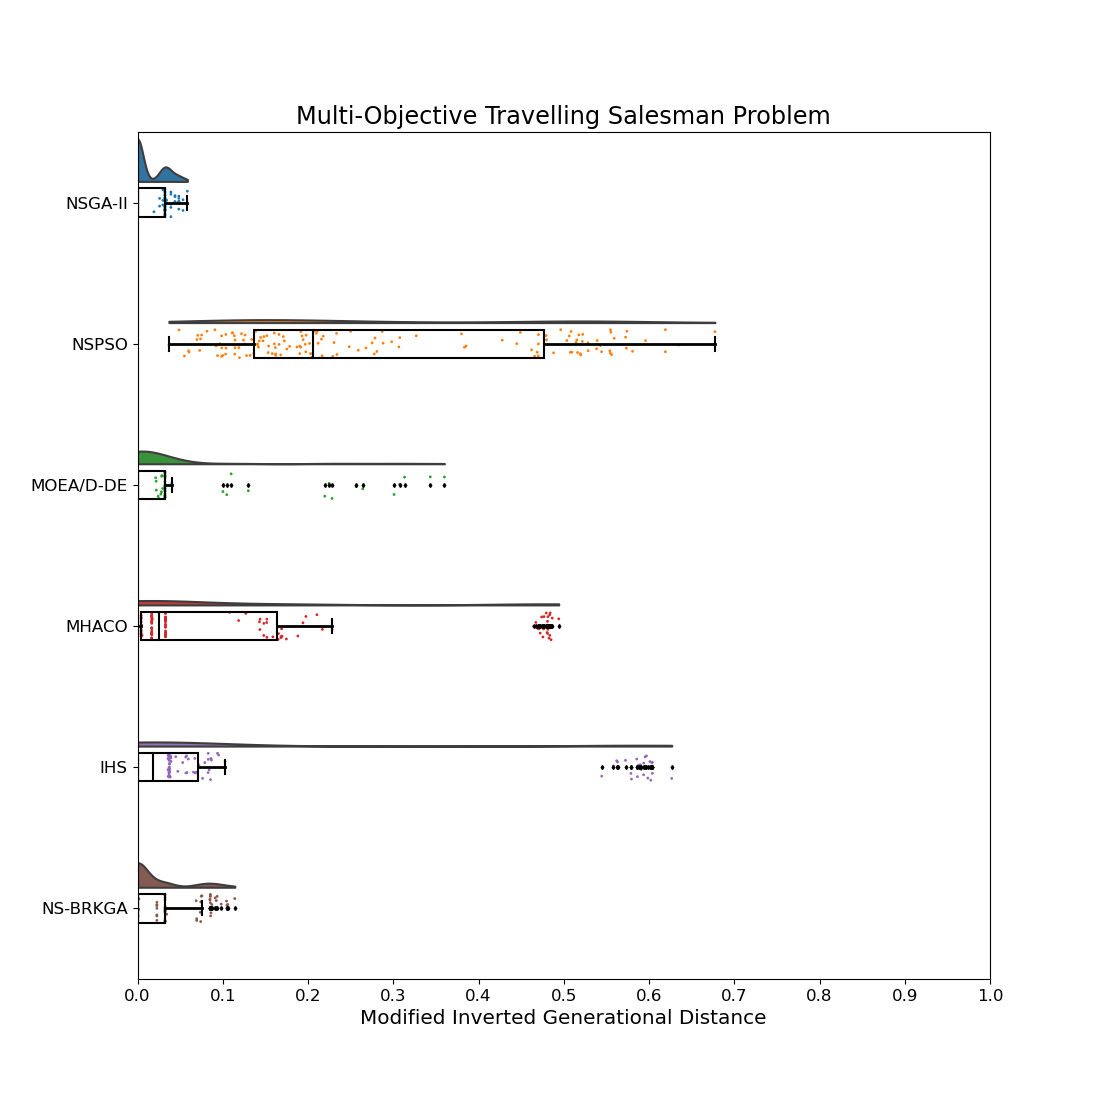 Multi-Objective Travelling Salesman Problem
NSGA-II
NSPSO
MOEA/D-DE
MHACO
IHS
NS-BRKGA
0.0 0.1 0.2 0.3 0.4 0.5 0.6 0.7 0.8 0.9 1.0
Modified Inverted Generational Distance